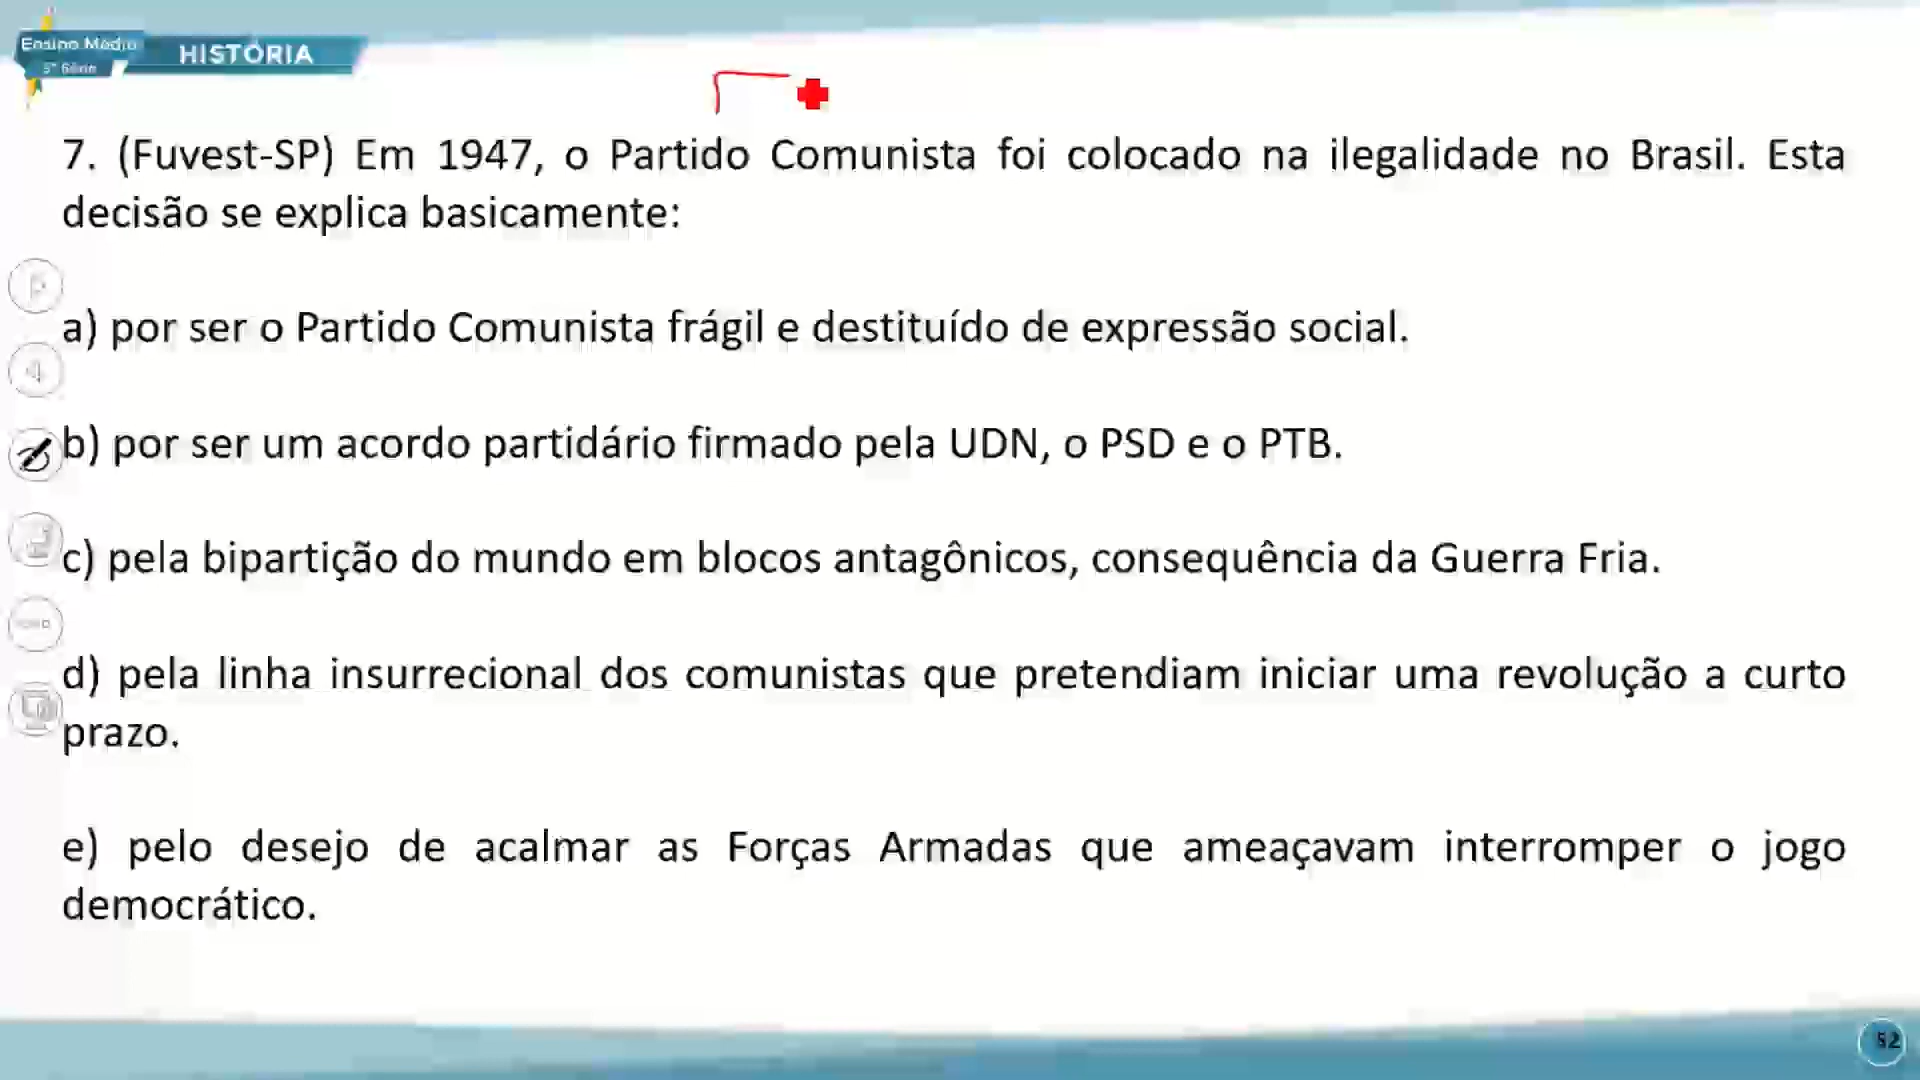 Ensino Médio
3ª Série
HISTÓRIA
7. (Fuvest-SP) Em 1947, o Partido Comunista foi colocado na ilegalidade no Brasil. Esta
decisão se explica basicamente:
a) por ser o Partido Comunista frágil e destituído de expressão social.
b) por ser um acordo partidário firmado pela UDN, o PSD e o PTB.
c) pela bipartição do mundo em blocos antagônicos, consequência da Guerra Fria.
d) pela linha insurrecional dos comunistas que pretendiam iniciar uma revolução a curto
prazo.
e) pelo desejo de acalmar as Forças Armadas que ameaçavam interromper o jogo
democrático.
52